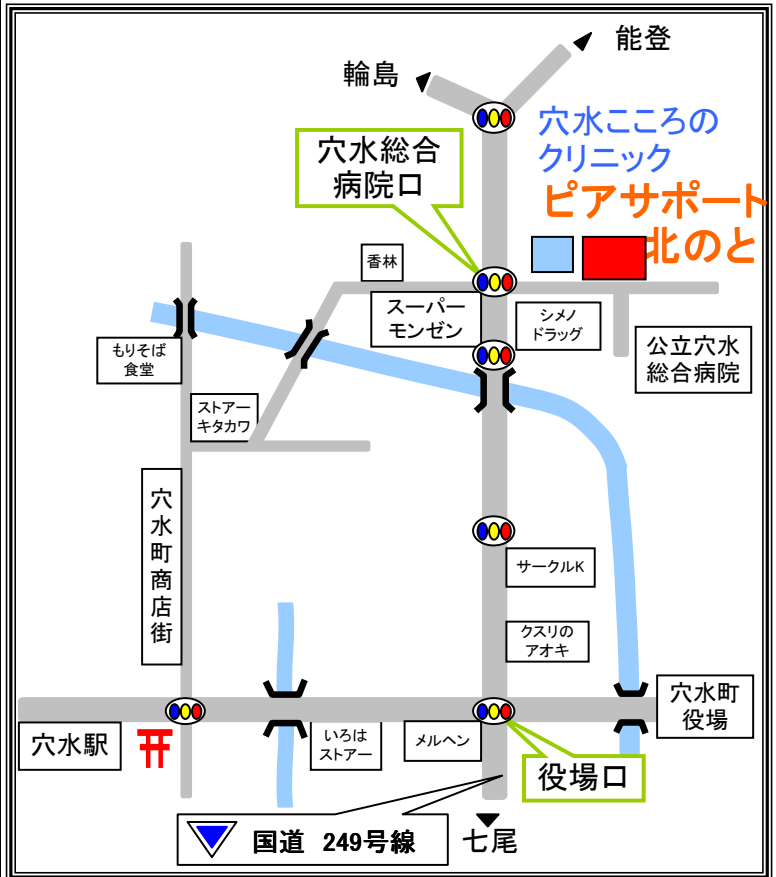 能登
輪島
穴水こころの
クリニック
穴水総合
病院口
ピアサポート
北のと
香林
スーパー
モンゼン
シメノ
ドラッグ
公立穴水
総合病院
もりそば
食堂
ストアー
キタカワ
穴水町商店街
サークルK
クスリの
アオキ
穴水町
役場
穴水駅
いろは
ストアー
メルヘン
役場口
国道 249号線
七尾